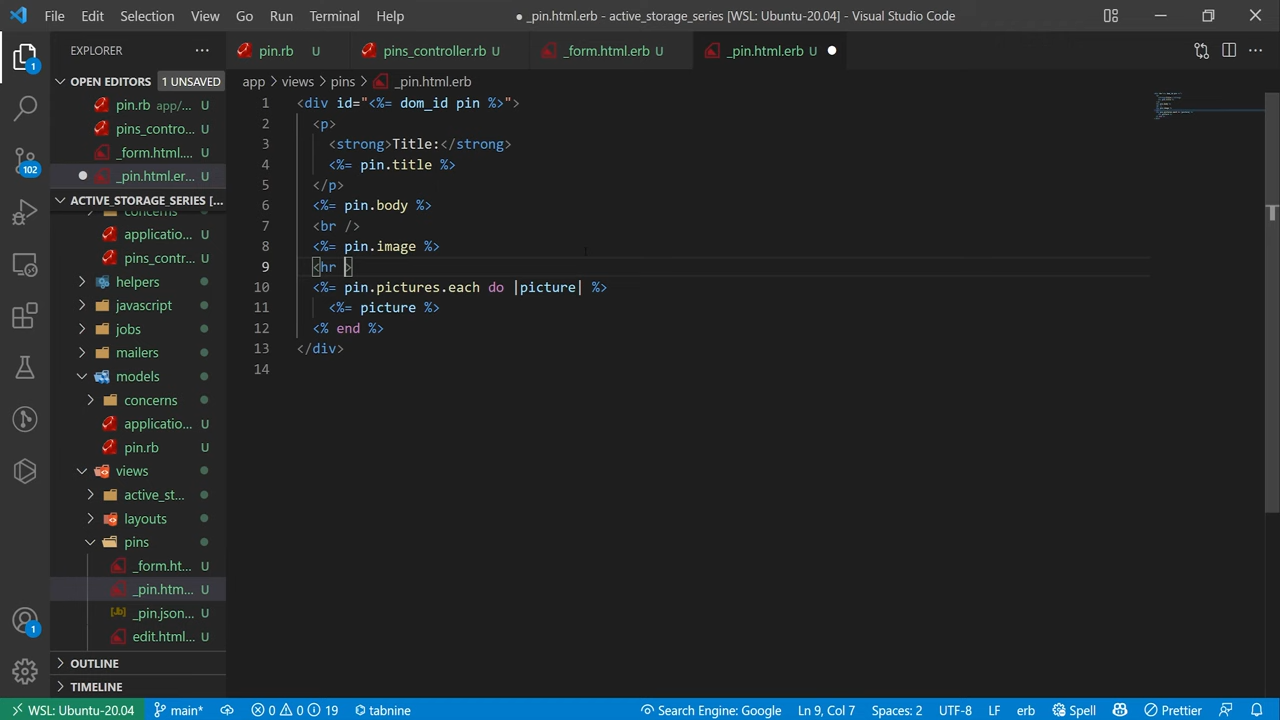 File Edit Selection View Go Run Terminal Help
_pin.html.erb - active_storage_series [WSL: Ubuntu-20.04] - Visual Studio Code
EXPLORER
pin.rb U
pins_controller.rb U
_form.html.erb U
_pin.html.erb U
OPEN EDITORS 1 UNSAVED
pin.rb app/... U
pins_contro... U
_form.html.... U
_pin.html.er... U
ACTIVE_STORAGE_SERIES [...
concerns
applicatio... U
pins_contr... U
helpers
javascript
jobs
mailers
models
concerns
applicatio... U
pin.rb U
views
active_st...
layouts
pins
_form.ht... U
_pin.htm... U
_pin.json... U
edit.html... U
OUTLINE
TIMELINE
1
102
1
app > views > pins > _pin.html.erb
1 <div id="<%= dom_id pin %>">
2 <p>
3 <strong>Title:</strong>
4 <%= pin.title %>
5 </p>
6 <%= pin.body %>
7 <br />
8 <%= pin.image %>
9 <hr >
10 <%= pin.pictures.each do |picture| %>
11 <%= picture %>
12 <% end %>
13 </div>
14
WSL: Ubuntu-20.04 main* 0 0 19 tabnine Search Engine: Google Ln 9, Col 7 Spaces: 2 UTF-8 LF erb Spell Prettier